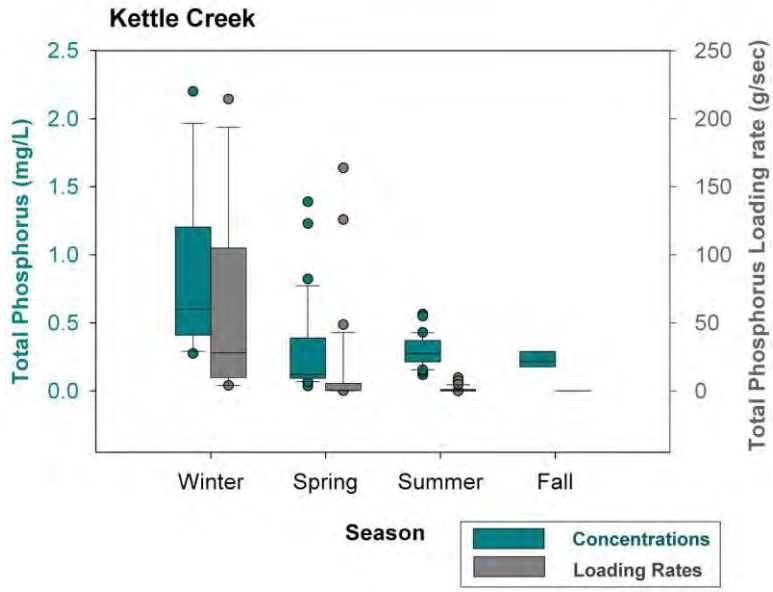 Kettle Creek
Total Phosphorus (mg/L)
2.5
2.0
1.5
1.0
0.5
0.0
250
200
150
100
50
0
Total Phosphorus Loading rate (g/sec)
Winter Spring Summer Fall
Season
Concentrations
Loading Rates